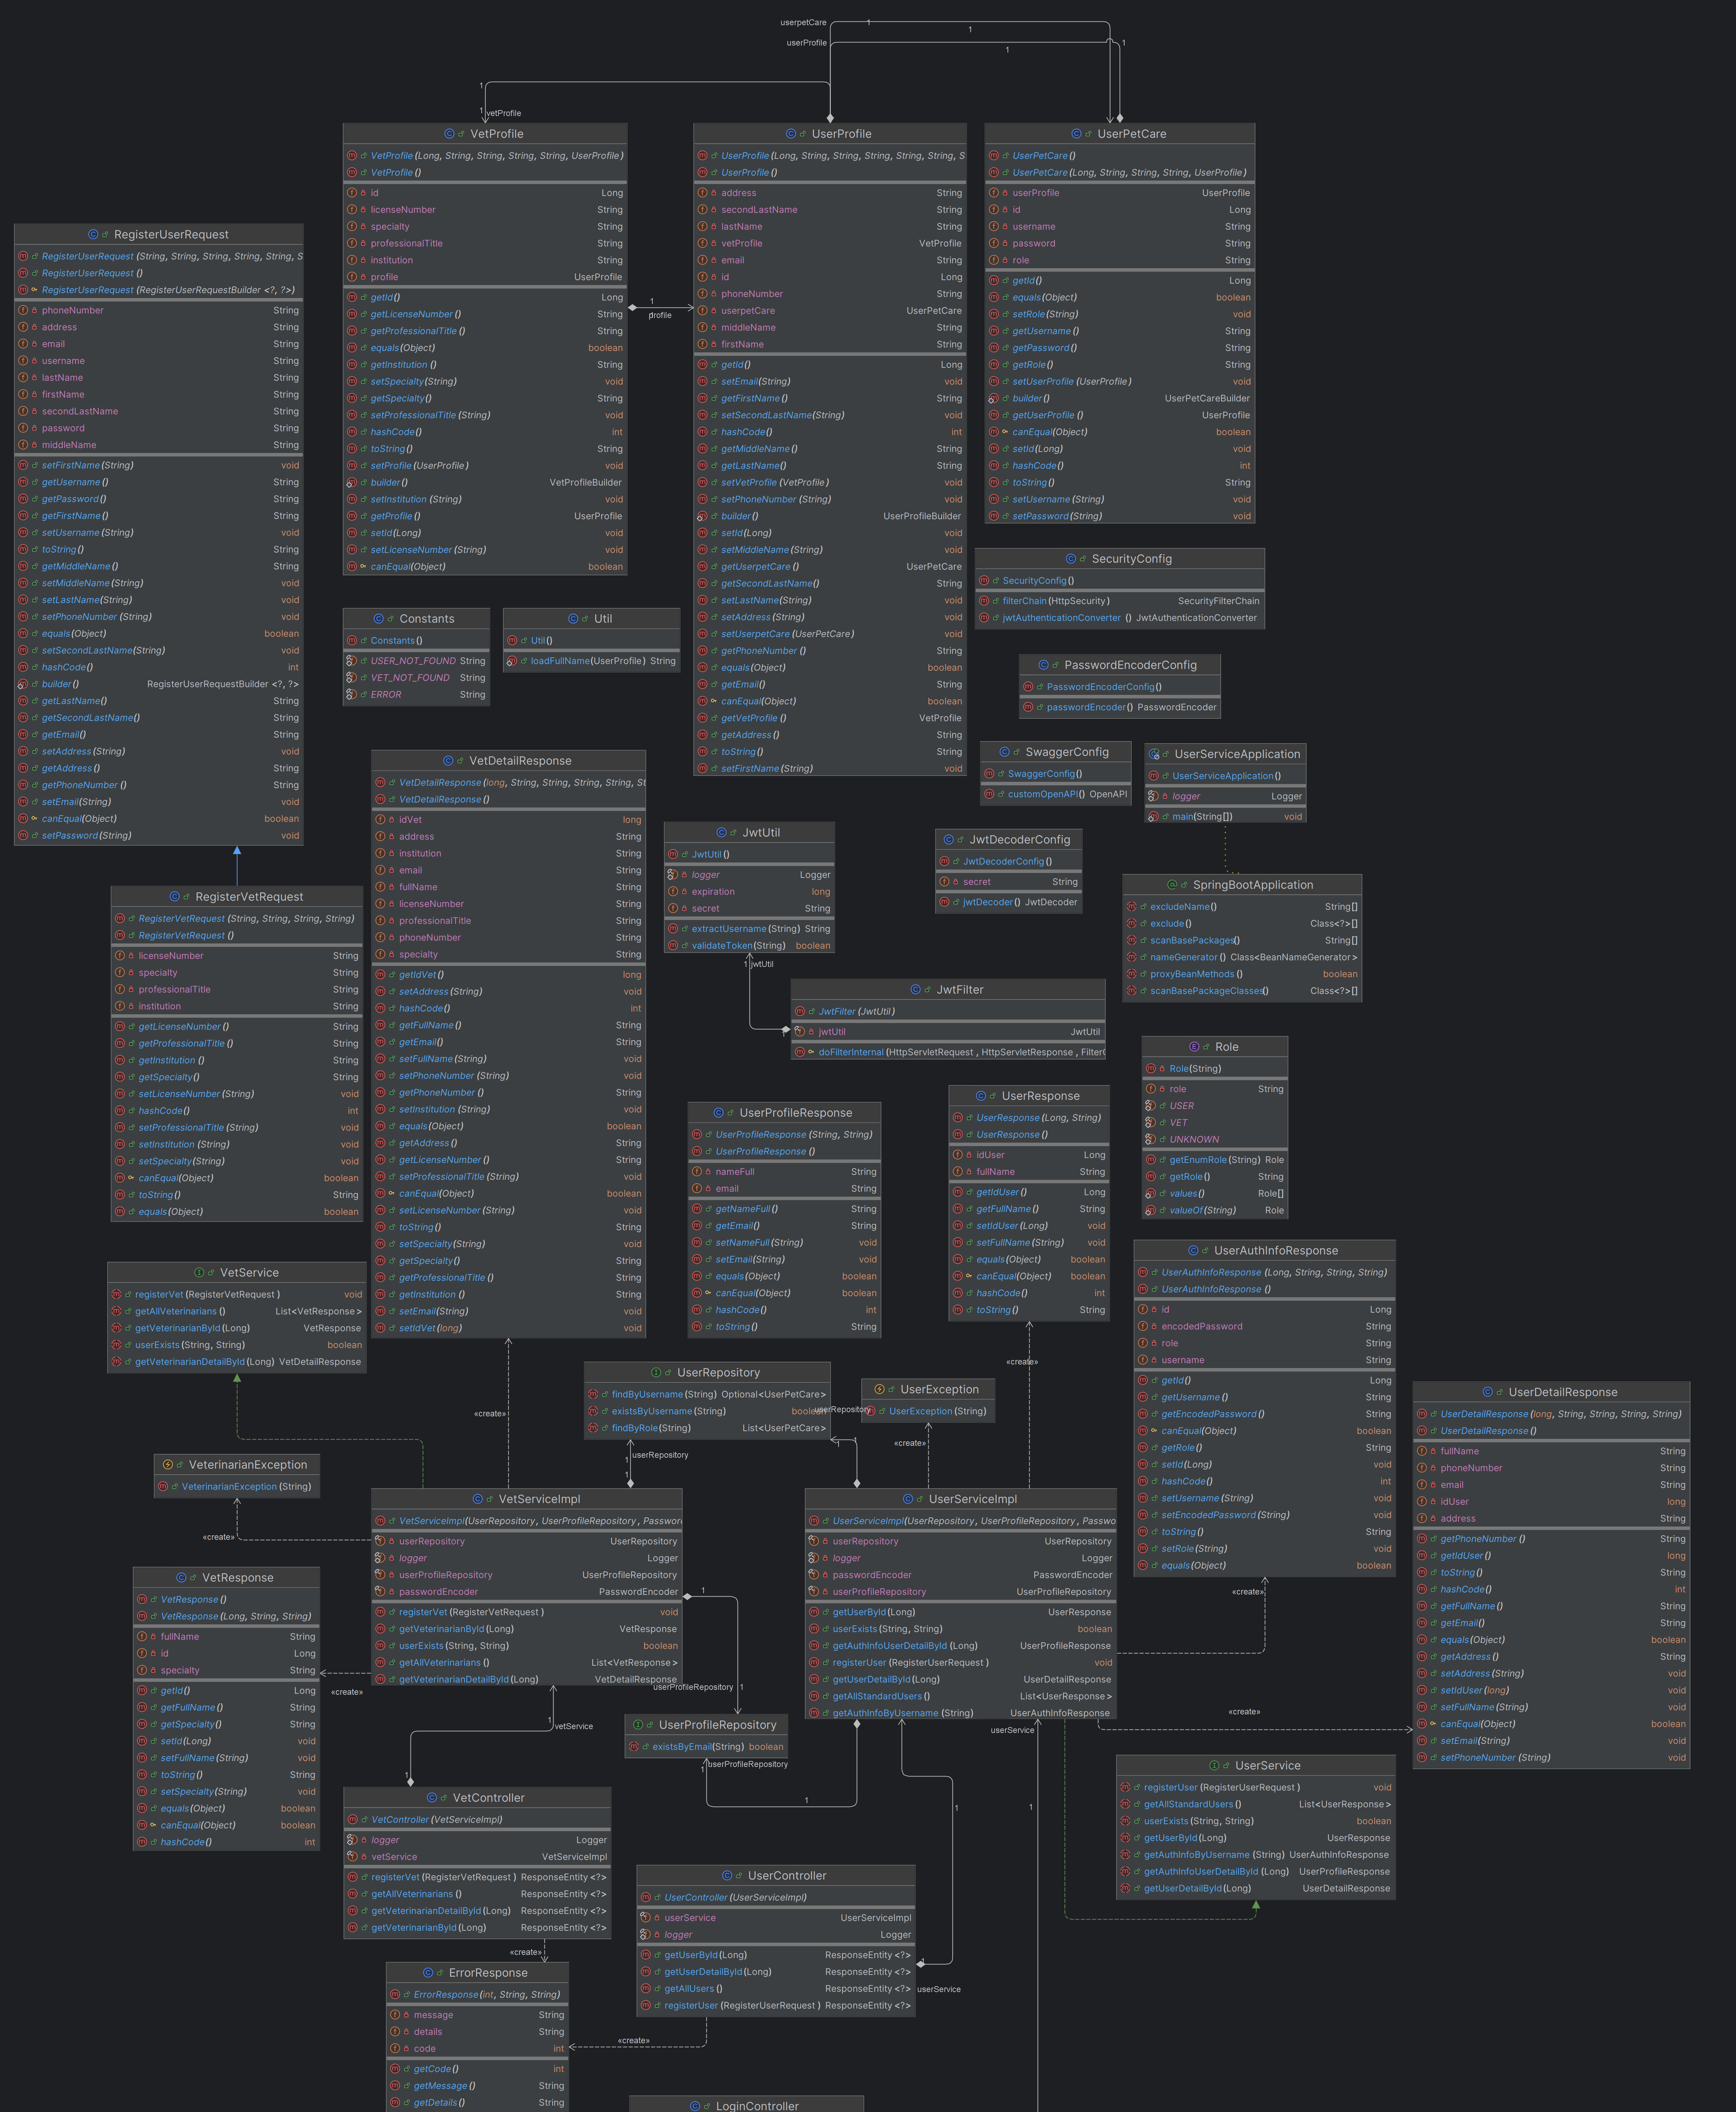 userpetCare
1
1
userProfile
1
1
1
1
vetProfile
VetProfile
VetProfile(Long, String, String, String, String, UserProfile)
VetProfile()
id Long
licenseNumber String
specialty String
professionalTitle String
institution String
profile UserProfile
getId() Long
getLicenseNumber() String
getProfessionalTitle() String
equals(Object) boolean
getInstitution() String
setSpecialty(String) void
getSpecialty() String
setProfessionalTitle(String) void
hashCode() int
toString() String
setProfile(UserProfile) void
builder() VetProfileBuilder
setInstitution(String) void
getProfile() UserProfile
setId(Long) void
setLicenseNumber(String) void
canEqual(Object) boolean
1
profile
UserProfile
UserProfile(Long, String, String, String, String, String, S
UserProfile()
address String
secondLastName String
lastName String
vetProfile VetProfile
email String
id Long
phoneNumber String
userpetCare UserPetCare
middleName String
firstName String
getId() Long
setEmail(String) void
getFirstName() String
setSecondLastName(String) void
hashCode() int
getMiddleName() String
getLastName() String
setVetProfile(VetProfile) void
setPhoneNumber(String) void
builder() UserProfileBuilder
setId(Long) void
setMiddleName(String) void
getUserpetCare() UserPetCare
getSecondLastName() String
setLastName(String) void
setAddress(String) void
setUserpetCare(UserPetCare) void
getPhoneNumber() String
equals(Object) boolean
getEmail() String
canEqual(Object) boolean
getVetProfile() VetProfile
getAddress() String
toString() String
setFirstName(String) void
UserPetCare
UserPetCare()
UserPetCare(Long, String, String, String, UserProfile)
userProfile UserProfile
id Long
username String
password String
role String
getId() Long
equals(Object) boolean
setRole(String) void
getUsername() String
getPassword() String
getRole() String
setUserProfile(UserProfile) void
builder() UserPetCareBuilder
getUserProfile() UserProfile
canEqual(Object) boolean
setId(Long) void
hashCode() int
toString() String
setUsername(String) void
setPassword(String) void
RegisterUserRequest
RegisterUserRequest(String, String, String, String, String, S
RegisterUserRequest()
RegisterUserRequest(RegisterUserRequestBuilder<?, ?>)
phoneNumber String
address String
email String
username String
lastName String
firstName String
secondLastName String
password String
middleName String
setFirstName(String) void
getUsername() String
getPassword() String
getFirstName() String
setUsername(String) void
toString() String
getMiddleName() String
setMiddleName(String) void
setLastName(String) void
setPhoneNumber(String) void
equals(Object) boolean
setSecondLastName(String) void
hashCode() int
builder() RegisterUserRequestBuilder<?, ?>
getLastName() String
getSecondLastName() String
getEmail() String
setAddress(String) void
getAddress() String
getPhoneNumber() String
setEmail(String) void
canEqual(Object) boolean
setPassword(String) void
SecurityConfig
SecurityConfig()
filterChain(HttpSecurity) SecurityFilterChain
jwtAuthenticationConverter() JwtAuthenticationConverter
Constants
Constants()
USER_NOT_FOUND String
VET_NOT_FOUND String
ERROR String
Util
Util()
loadFullName(UserProfile) String
PasswordEncoderConfig
PasswordEncoderConfig()
passwordEncoder() PasswordEncoder
SwaggerConfig
SwaggerConfig()
customOpenAPI() OpenAPI
UserServiceApplication
UserServiceApplication()
logger Logger
main(String[]) void
VetDetailResponse
VetDetailResponse(long, String, String, String, String, St
VetDetailResponse()
idVet long
address String
institution String
email String
fullName String
licenseNumber String
professionalTitle String
phoneNumber String
specialty String
getIdVet() long
setAddress(String) void
hashCode() int
getFullName() String
getEmail() String
setFullName(String) void
setPhoneNumber(String) void
getPhoneNumber() String
setInstitution(String) void
equals(Object) boolean
getAddress() String
getLicenseNumber() String
setProfessionalTitle(String) void
canEqual(Object) boolean
setLicenseNumber(String) void
toString() String
setSpecialty(String) void
getSpecialty() String
getProfessionalTitle() String
getInstitution() String
setEmail(String) void
setIdVet(long) void
JwtUtil
JwtUtil()
logger Logger
expiration long
secret String
extractUsername(String) String
validateToken(String) boolean
1
jwtUtil
JwtDecoderConfig
JwtDecoderConfig()
secret String
jwtDecoder() JwtDecoder
SpringBootApplication
excludeName() String[]
exclude() Class<?>[]
scanBasePackages() String[]
nameGenerator() Class<BeanNameGenerator>
proxyBeanMethods() boolean
scanBasePackageClasses() Class<?>[]
RegisterVetRequest
RegisterVetRequest(String, String, String, String)
RegisterVetRequest()
licenseNumber String
specialty String
professionalTitle String
institution String
getLicenseNumber() String
getProfessionalTitle() String
getInstitution() String
getSpecialty() String
setLicenseNumber(String) void
hashCode() int
setProfessionalTitle(String) void
setInstitution(String) void
setSpecialty(String) void
canEqual(Object) boolean
toString() String
equals(Object) boolean
JwtFilter
JwtFilter(JwtUtil)
jwtUtil JwtUtil
doFilterInternal(HttpServletRequest, HttpServletResponse, Filter
1
Role
Role(String)
role String
USER
VET
UNKNOWN
getEnumRole(String) Role
getRole() String
values() Role[]
valueOf(String) Role
UserProfileResponse
UserProfileResponse(String, String)
UserProfileResponse()
nameFull String
email String
getNameFull() String
getEmail() String
setNameFull(String) void
setEmail(String) void
equals(Object) boolean
canEqual(Object) boolean
hashCode() int
toString() String
UserResponse
UserResponse(Long, String)
UserResponse()
idUser Long
fullName String
getIdUser() Long
getFullName() String
setIdUser(Long) void
setFullName(String) void
equals(Object) boolean
canEqual(Object) boolean
hashCode() int
toString() String
UserAuthInfoResponse
UserAuthInfoResponse(Long, String, String, String)
UserAuthInfoResponse()
id Long
encodedPassword String
role String
username String
getId() Long
getUsername() String
getEncodedPassword() String
canEqual(Object) boolean
getRole() String
setId(Long) void
hashCode() int
setUsername(String) void
setEncodedPassword(String) void
toString() String
setRole(String) void
equals(Object) boolean
VetService
registerVet(RegisterVetRequest) void
getAllVeterinarians() List<VetResponse>
getVeterinarianById(Long) VetResponse
userExists(String, String) boolean
getVeterinarianDetailById(Long) VetDetailResponse
UserRepository
findByUsername(String) Optional<UserPetCare>
existsByUsername(String) boolean
findByRole(String) List<UserPetCare>
userRepository
1
1
userRepository
1
1
UserException
UserException(String)
«create»
«create»
«create»
UserDetailResponse
UserDetailResponse(long, String, String, String, String)
UserDetailResponse()
fullName String
phoneNumber String
email String
idUser long
address String
getPhoneNumber() String
getIdUser() long
toString() String
hashCode() int
getFullName() String
getEmail() String
equals(Object) boolean
getAddress() String
setAddress(String) void
setIdUser(long) void
setFullName(String) void
canEqual(Object) boolean
setEmail(String) void
setPhoneNumber(String) void
VeterinarianException
VeterinarianException(String)
«create»
VetServiceImpl
VetServiceImpl(UserRepository, UserProfileRepository, Passwor
userRepository UserRepository
logger Logger
userProfileRepository UserProfileRepository
passwordEncoder PasswordEncoder
registerVet(RegisterVetRequest) void
getVeterinarianById(Long) VetResponse
userExists(String, String) boolean
getAllVeterinarians() List<VetResponse>
getVeterinarianDetailById(Long) VetDetailResponse
1
userProfileRepository 1
UserServiceImpl
UserServiceImpl(UserRepository, UserProfileRepository, Passwo
userRepository UserRepository
logger Logger
passwordEncoder PasswordEncoder
userProfileRepository UserProfileRepository
getUserById(Long) UserResponse
userExists(String, String) boolean
getAuthInfoUserDetailById(Long) UserProfileResponse
registerUser(RegisterUserRequest) void
getUserDetailById(Long) UserDetailResponse
getAllStandardUsers() List<UserResponse>
getAuthInfoByUsername(String) UserAuthInfoResponse
«create»
«create»
VetResponse
VetResponse()
VetResponse(Long, String, String)
fullName String
id Long
specialty String
getId() Long
getFullName() String
getSpecialty() String
setId(Long) void
setFullName(String) void
toString() String
setSpecialty(String) void
equals(Object) boolean
canEqual(Object) boolean
hashCode() int
«create»
1
vetService
1
UserProfileRepository
existsByEmail(String) boolean
userProfileRepository
1
1
userService
1
1
UserService
registerUser(RegisterUserRequest) void
getAllStandardUsers() List<UserResponse>
userExists(String, String) boolean
getUserById(Long) UserResponse
getAuthInfoByUsername(String) UserAuthInfoResponse
getAuthInfoUserDetailById(Long) UserProfileResponse
getUserDetailById(Long) UserDetailResponse
VetController
VetController(VetServiceImpl)
logger Logger
vetService VetServiceImpl
registerVet(RegisterVetRequest) ResponseEntity<?>
getAllVeterinarians() ResponseEntity<?>
getVeterinarianDetailById(Long) ResponseEntity<?>
getVeterinarianById(Long) ResponseEntity<?>
«create»
UserController
UserController(UserServiceImpl)
userService UserServiceImpl
logger Logger
getUserById(Long) ResponseEntity<?>
getUserDetailById(Long) ResponseEntity<?>
getAllUsers() ResponseEntity<?>
registerUser(RegisterUserRequest) ResponseEntity<?>
1
userService
ErrorResponse
ErrorResponse(int, String, String)
message String
details String
code int
getCode() int
getMessage() String
getDetails() String
«create»
LoginController